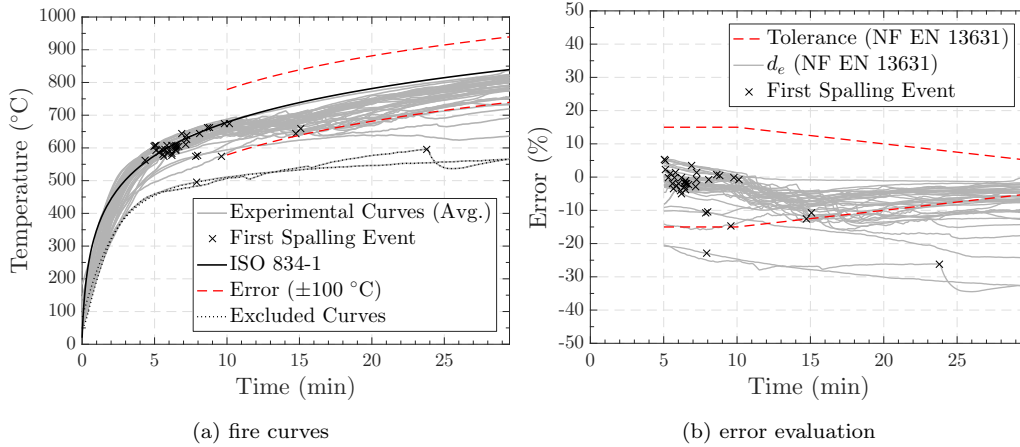 1000
900
800
700
600
500
400
300
200
100
0
Temperature (°C)
0 5 10 15 20 25
Time (min)
Experimental Curves (Avg.)
First Spalling Event
ISO 834-1
Error (±100 °C)
Excluded Curves
(a) fire curves
50
40
30
20
10
0
-10
-20
-30
-40
-50
Error (%)
0 5 10 15 20 25
Time (min)
Tolerance (NF EN 13631)
d_e (NF EN 13631)
First Spalling Event
(b) error evaluation